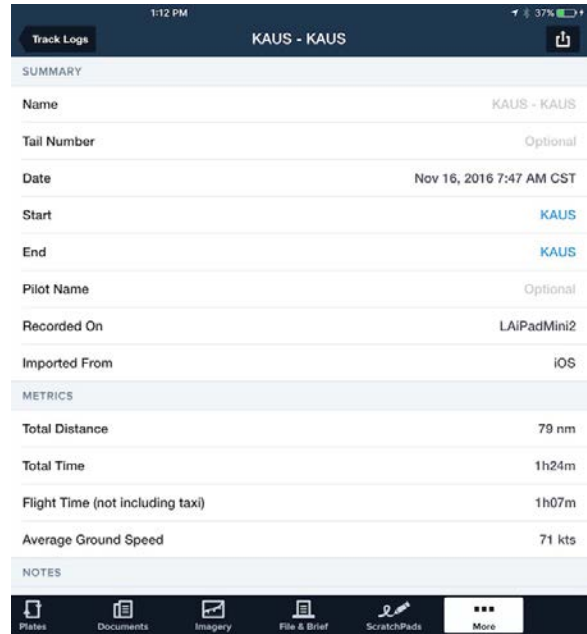 1:12 PM 37%
Track Logs KAUS - KAUS
SUMMARY
Name KAUS - KAUS
Tail Number Optional
Date Nov 16, 2016 7:47 AM CST
Start KAUS
End KAUS
Pilot Name Optional
Recorded On LAiPadMini2
Imported From iOS
METRICS
Total Distance 79 nm
Total Time 1h24m
Flight Time (not including taxi) 1h07m
Average Ground Speed 71 kts
NOTES
Plates Documents Imagery File & Brief ScratchPads More